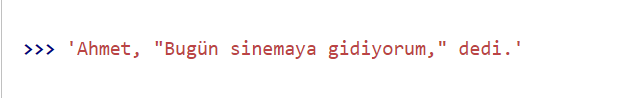 >>> 'Ahmet, "Bugün sinemaya gidiyorum," dedi.'